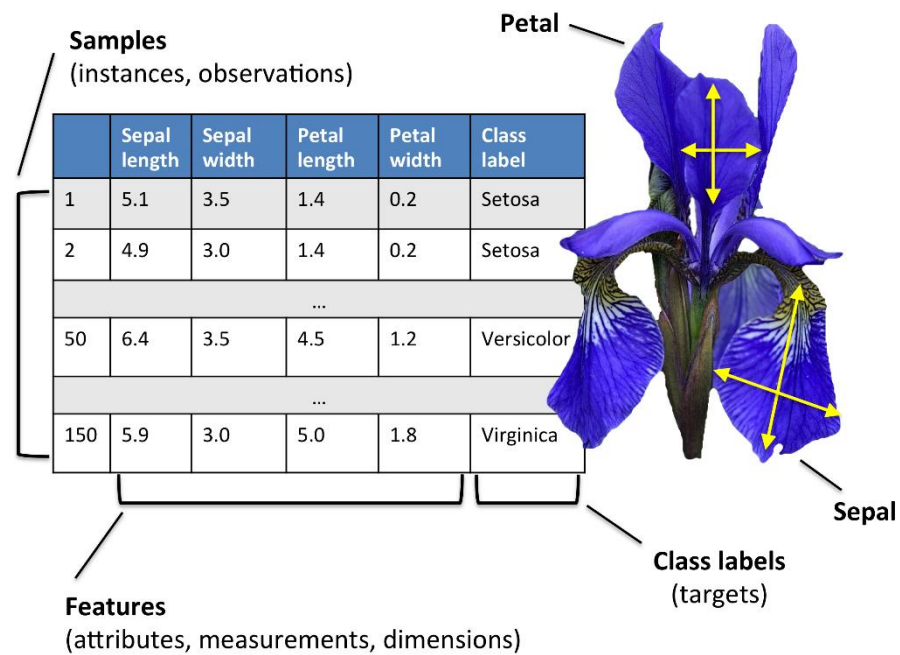 Samples
(instances, observations)
Petal
Sepal length Sepal width Petal length Petal width Class label
1 5.1 3.5 1.4 0.2 Setosa
2 4.9 3.0 1.4 0.2 Setosa
...
50 6.4 3.5 4.5 1.2 Versicolor
...
150 5.9 3.0 5.0 1.8 Virginica
Sepal
Class labels
(targets)
Features
(attributes, measurements, dimensions)